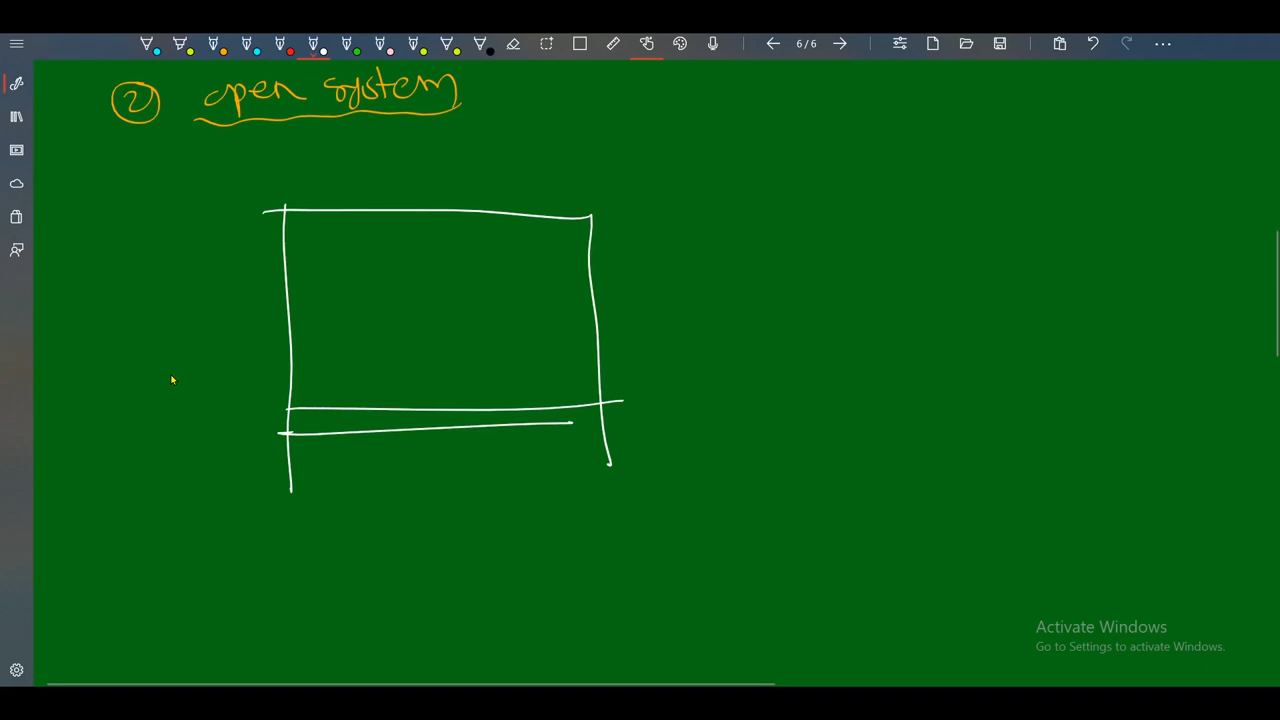 6/6
② open system
Activate Windows
Go to Settings to activate Windows.